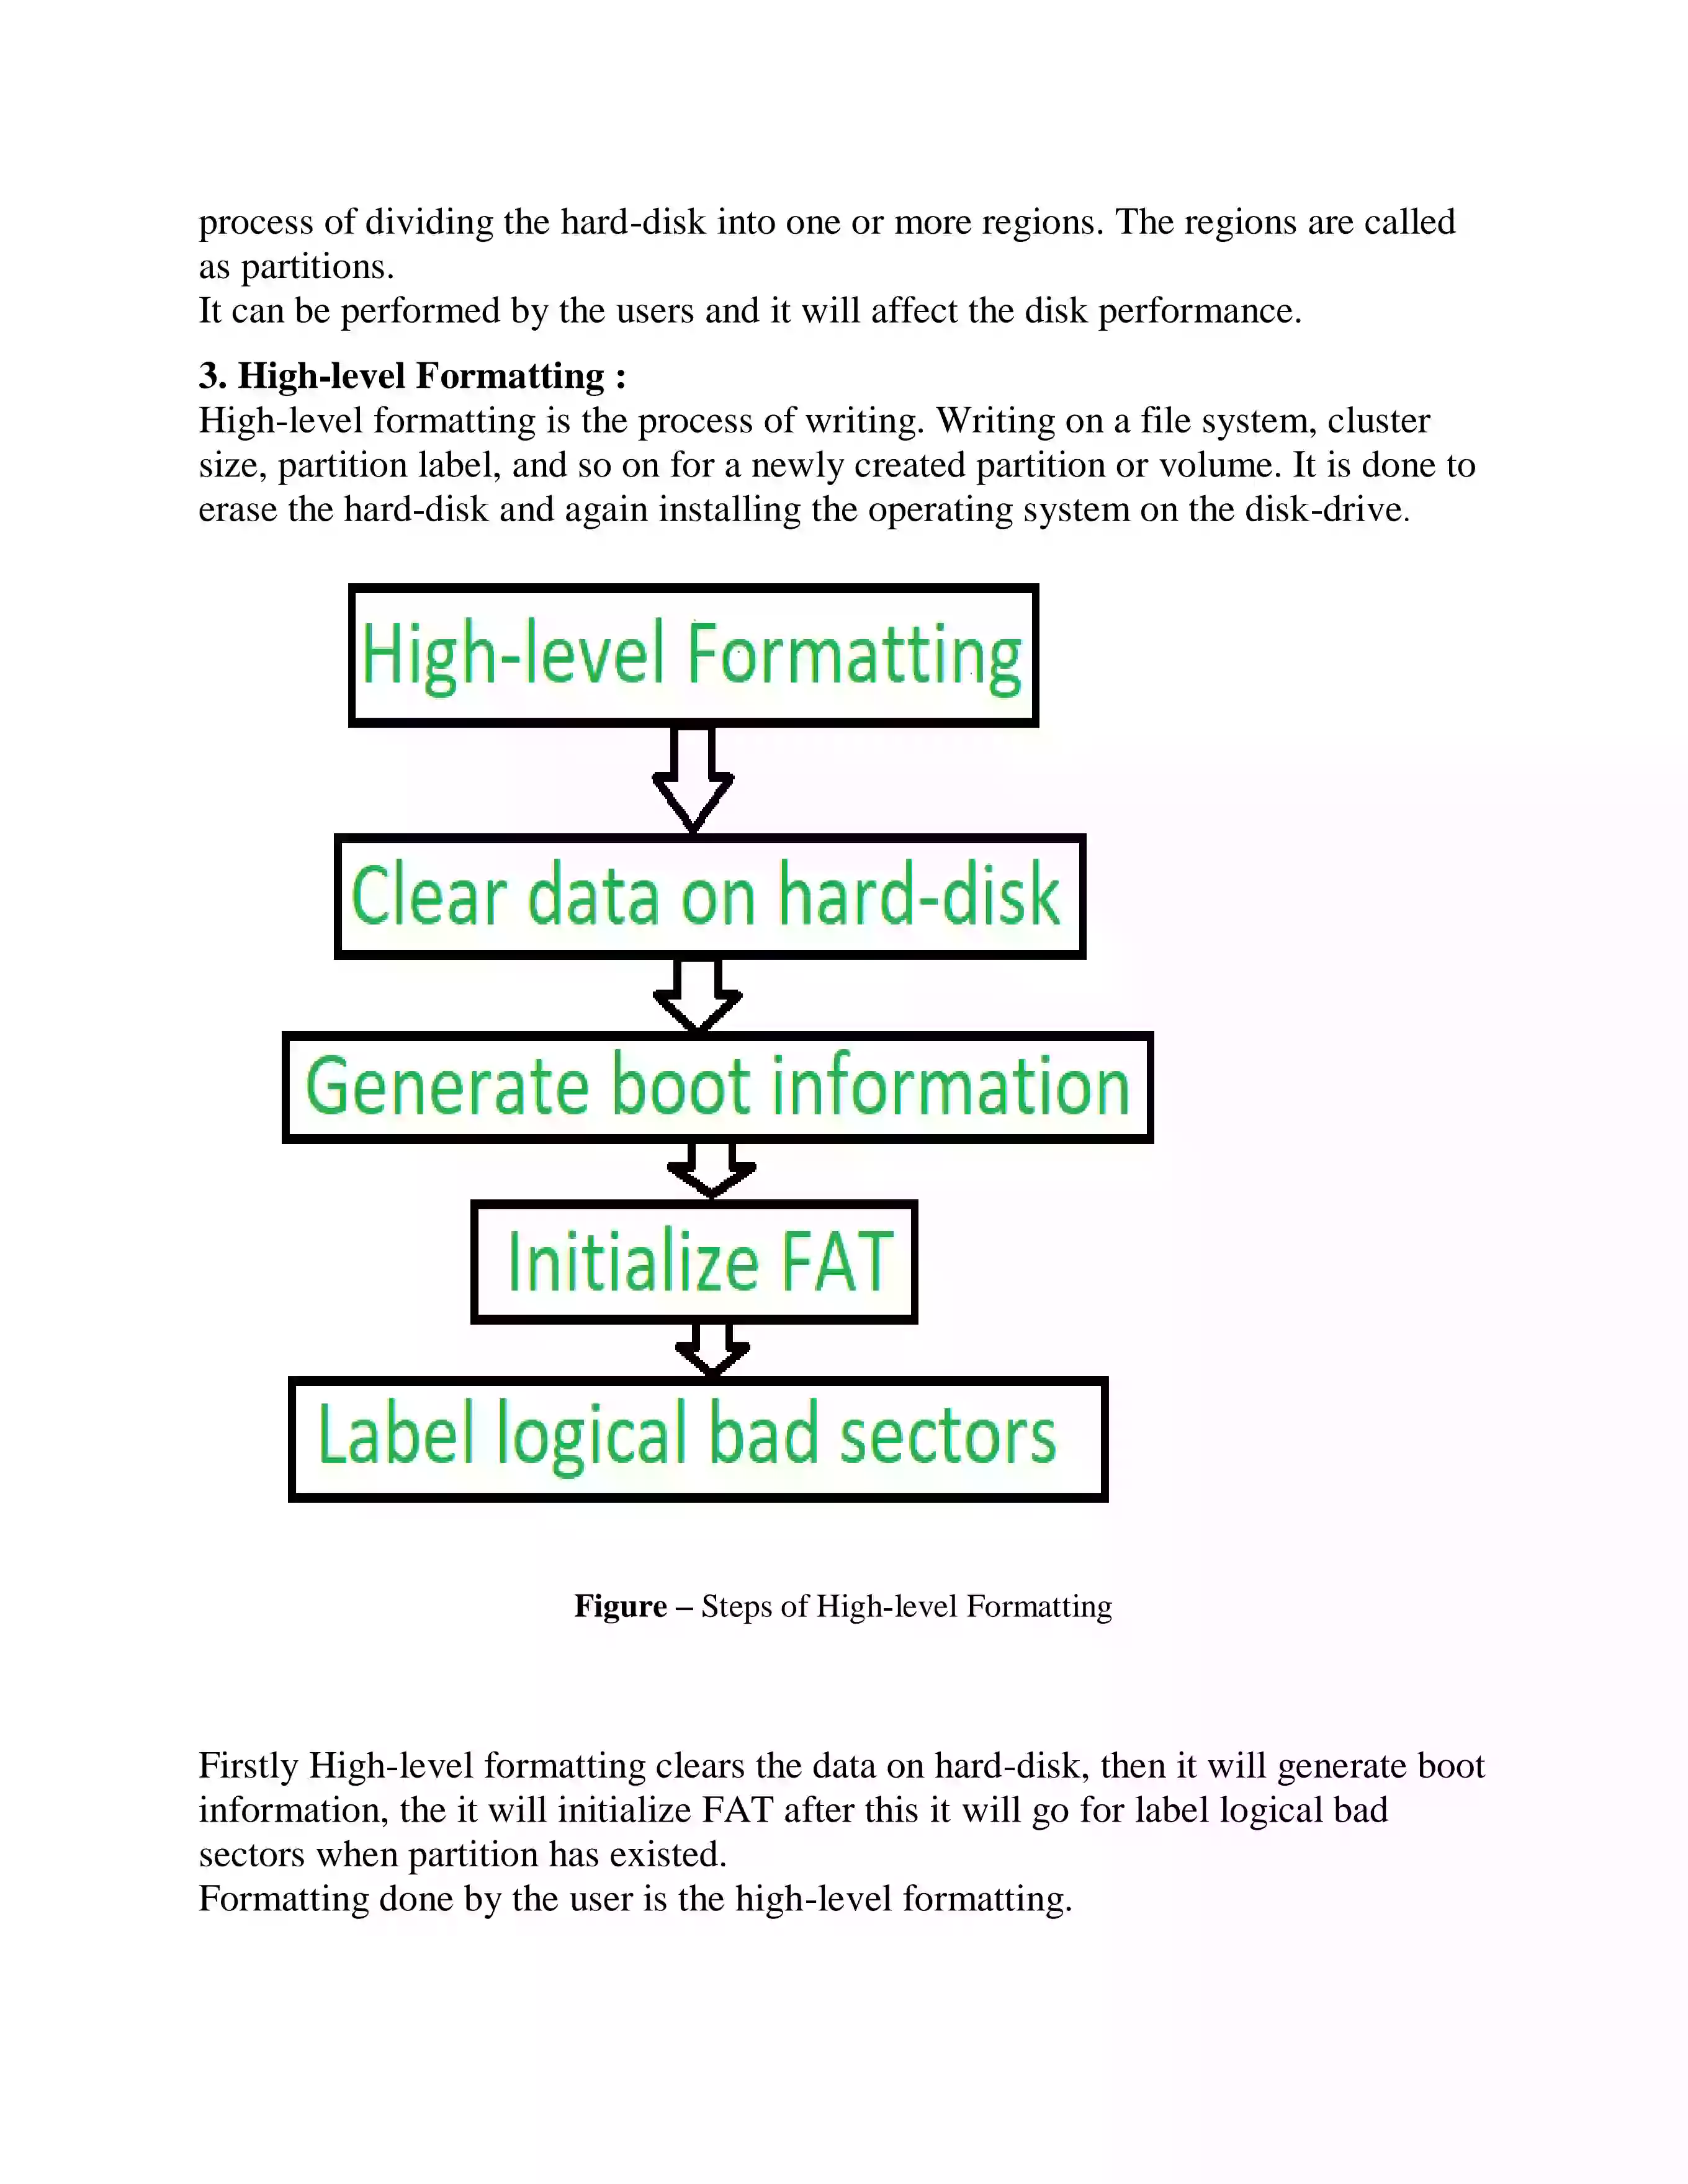 process of dividing the hard-disk into one or more regions. The regions are called
as partitions.
It can be performed by the users and it will affect the disk performance.
3. High-level Formatting :
High-level formatting is the process of writing. Writing on a file system, cluster
size, partition label, and so on for a newly created partition or volume. It is done to
erase the hard-disk and again installing the operating system on the disk-drive.
High-level Formatting
Clear data on hard-disk
Generate boot information
Initialize FAT
Label logical bad sectors
Figure – Steps of High-level Formatting
Firstly High-level formatting clears the data on hard-disk, then it will generate boot
information, the it will initialize FAT after this it will go for label logical bad
sectors when partition has existed.
Formatting done by the user is the high-level formatting.